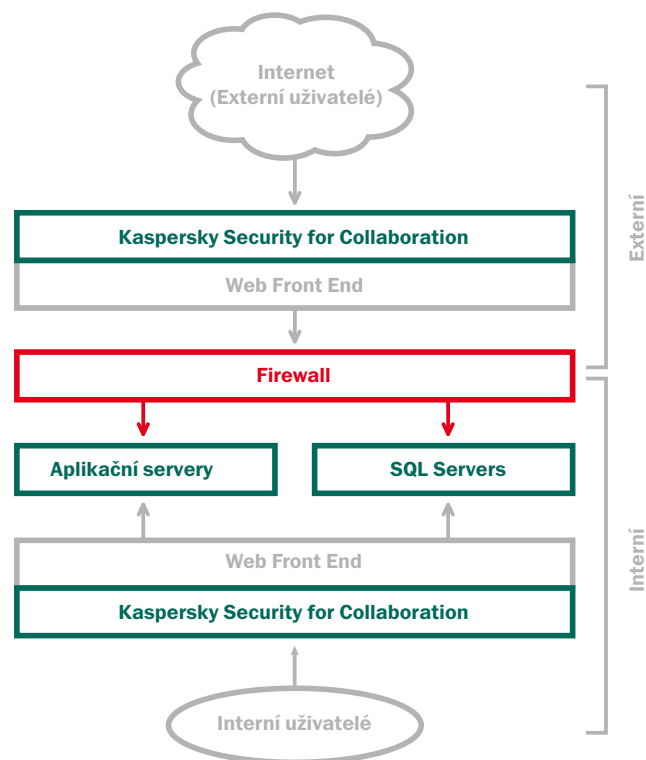 Internet
(Externí uživatelé)
Kaspersky Security for Collaboration
Web Front End
Externí
Firewall
Aplikační servery
SQL Servers
Web Front End
Interní
Kaspersky Security for Collaboration
Interní uživatelé